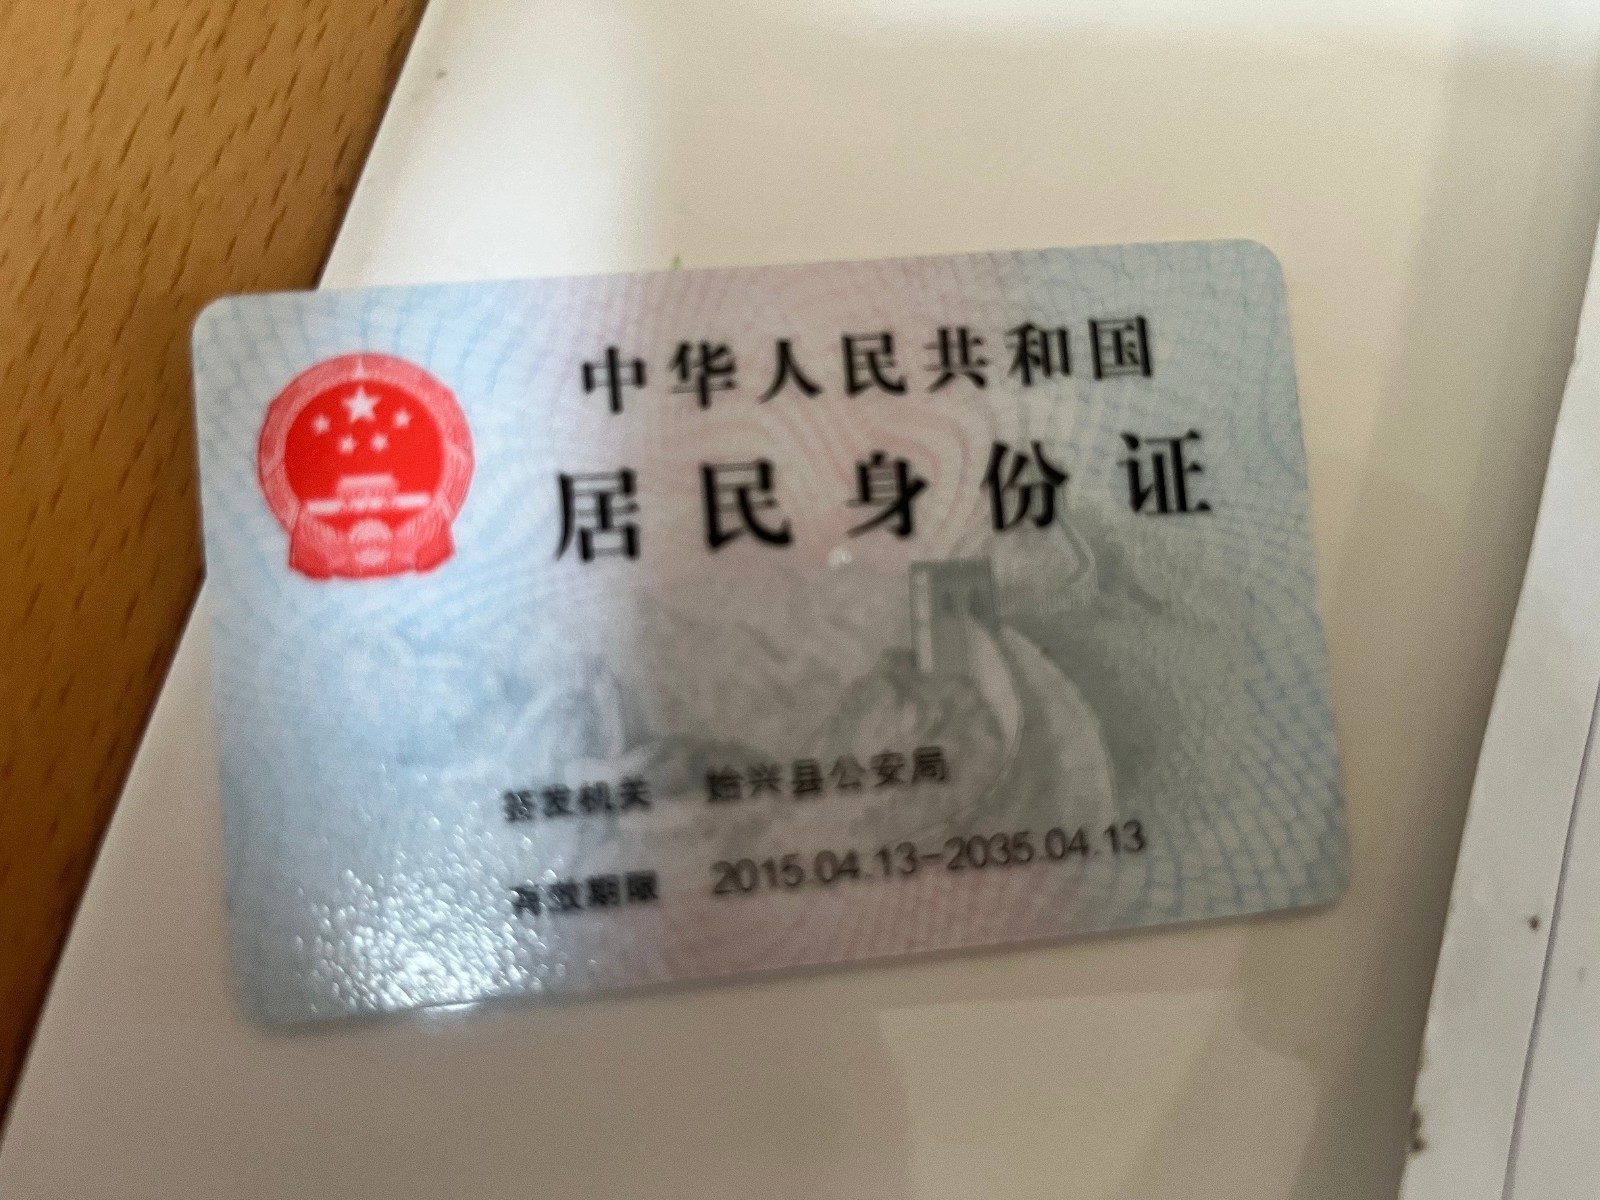 中华人民共和国
居民身份证
签发机关 始兴县公安局
有效期限 2015.04.13-2035.04.13